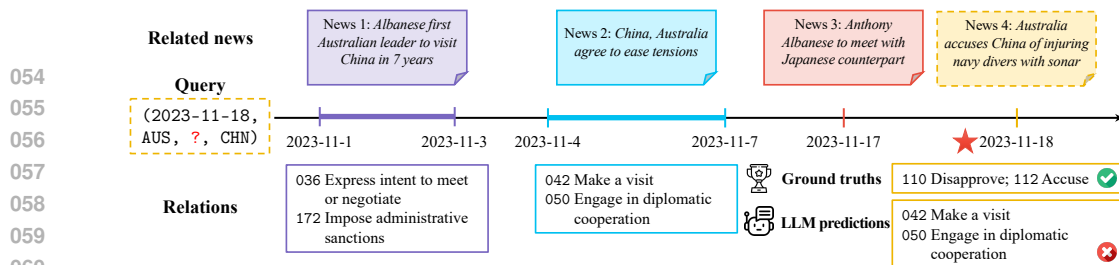 Related news
News 1: Albanese first
Australian leader to visit
China in 7 years
News 2: China, Australia
agree to ease tensions
News 3: Anthony
Albanese to meet with
Japanese counterpart
News 4: Australia
accuses China of injuring
navy divers with sonar
054
055
056
057
058
059
Query
(2023-11-18,
AUS, ?, CHN)
2023-11-1
2023-11-3
2023-11-4
2023-11-7
2023-11-17
2023-11-18
Relations
036 Express intent to meet
or negotiate
172 Impose administrative
sanctions
042 Make a visit
050 Engage in diplomatic
cooperation
Ground truths
110 Disapprove; 112 Accuse
LLM predictions
042 Make a visit
050 Engage in diplomatic
cooperation